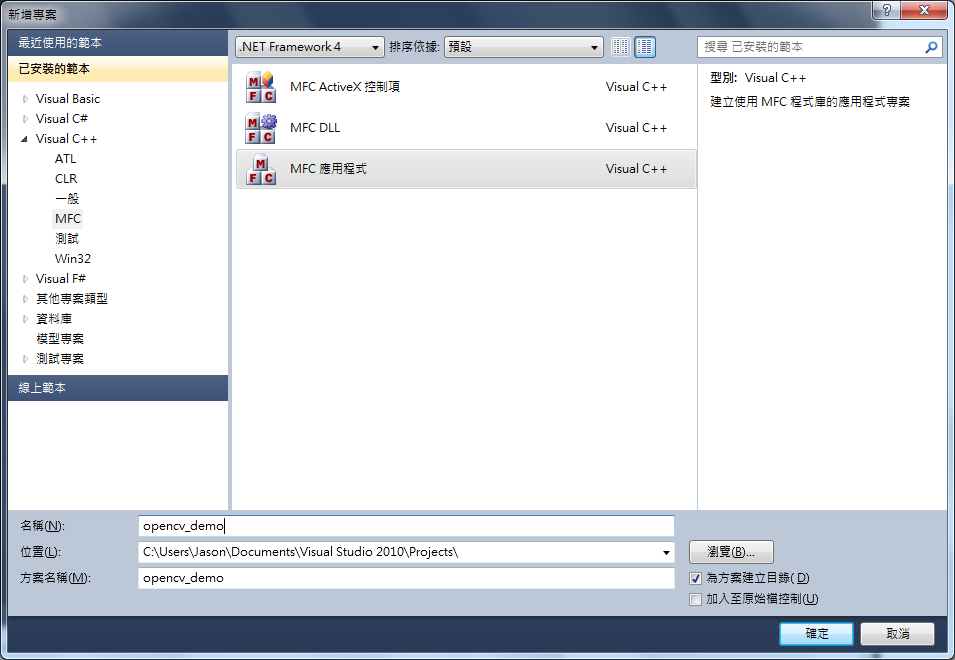 新增專案
最近使用的範本
已安裝的範本
Visual Basic
Visual C#
Visual C++
ATL
CLR
一般
MFC
測試
Win32
Visual F#
其他專案類型
資料庫
模型專案
測試專案
線上範本
.NET Framework 4 排序依據: 預設
MFC ActiveX 控制項 Visual C++
MFC DLL Visual C++
MFC 應用程式 Visual C++
搜尋 已安裝的範本
型別: Visual C++
建立使用 MFC 程式庫的應用程式專案
名稱(N): opencv_demo
位置(L): C:\Users\Jason\Documents\Visual Studio 2010\Projects\ 瀏覽(B)...
方案名稱(M): opencv_demo
為方案建立目錄(D)
加入至原始檔控制(U)
確定 取消